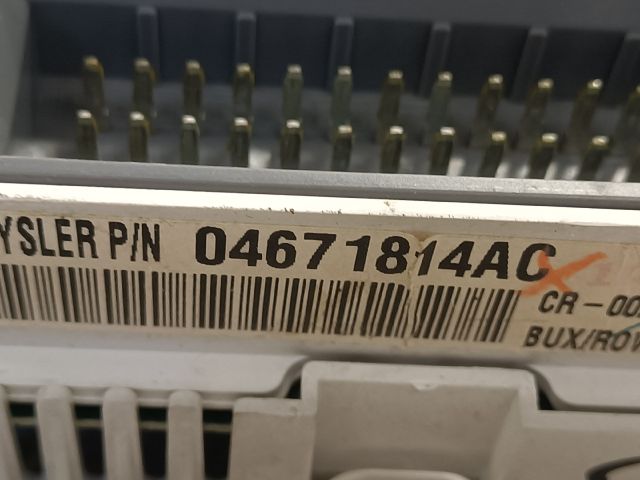 YSLER P/N 04671814AC
CR-00
BUX/ROW